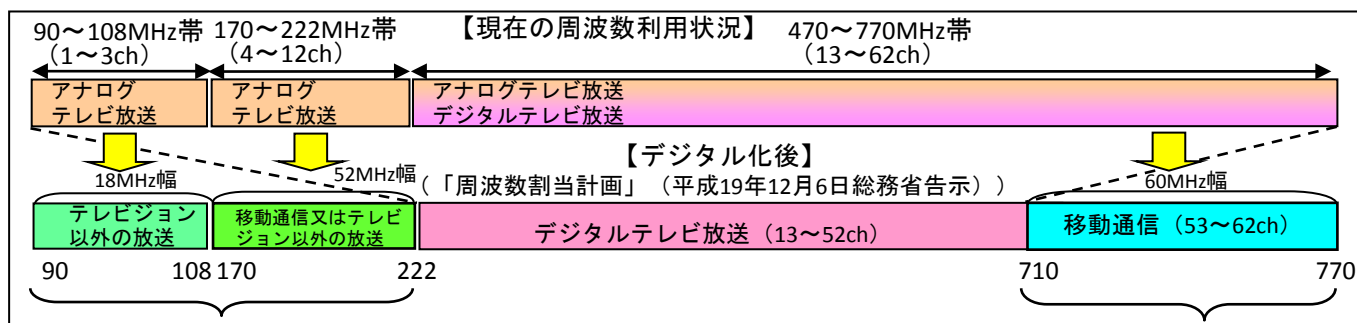 【現在の周波数利用状況】
90～108MHz帯
（1～3ch）
170～222MHz帯
（4～12ch）
470～770MHz帯
（13～62ch）
アナログ
テレビ放送
アナログ
テレビ放送
アナログテレビ放送
デジタルテレビ放送
【デジタル化後】
（「周波数割当計画」（平成19年12月6日総務省告示））
18MHz幅
52MHz幅
60MHz幅
テレビジョン
以外の放送
移動通信又はテレビ
ジョン以外の放送
デジタルテレビ放送（13～52ch）
移動通信（53～62ch）
90
108
170
222
710
770